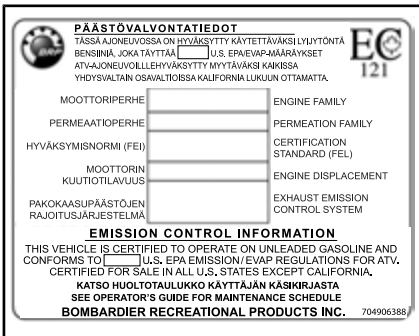 PÄÄSTÖVALVONTATIEDOT
TÄSSÄ AJONEUVOSSA ON HYVÄKSYTTY KÄYTETTÄVÄKSI LYIJYTÖNTÄ
BENSIINIÄ, JOKA TÄYTTÄÄ U.S. EPA/EVAP-MÄÄRÄYKSET
ATV-AJONEUVOILLLEHYVÄKSYTTY MYYTÄVÄKSI KAIKISSA
YHDYSVALTAIN OSAVALTIOISSA KALIFORNIA LUKUUN OTTAMATTA.
BRP
EC
121
MOOTTORIPERHE ENGINE FAMILY
PERMEAATIOPERHE PERMEATION FAMILY
HYVÄKSYMISNORMI (FEl) CERTIFICATION
STANDARD (FEL)
MOOTTORIN
KUUTIOTILAVUUS ENGINE DISPLACEMENT
PAKOKAASUPÄÄSTÖJEN
RAJOITUSJÄRJESTELMÄ EXHAUST EMISSION
CONTROL SYSTEM
EMISSION CONTROL INFORMATION
THIS VEHICLE IS CERTIFIED TO OPERATE ON UNLEADED GASOLINE AND
CONFORMS TO U.S. EPA EMISSION/EVAP REGULATIONS FOR ATV.
CERTIFIED FOR SALE IN ALL U.S. STATES EXCEPT CALIFORNIA.
KATSO HUOLTOTAULUKKO KÄYTTÄJÄN KÄSIKIRJASTA
SEE OPERATOR'S GUIDE FOR MAINTENANCE SCHEDULE
BOMBARDIER RECREATIONAL PRODUCTS INC. 704906388